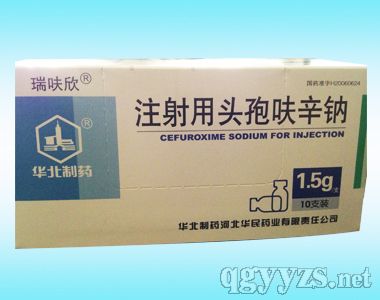 瑞呋欣®
国药准字H20060624
注射用头孢呋辛钠
CEFUROXIME SODIUM FOR INJECTION
®
华北制药
1.5g/支
10支装
华北制药河北华民药业有限责任公司
qgyyzs.net